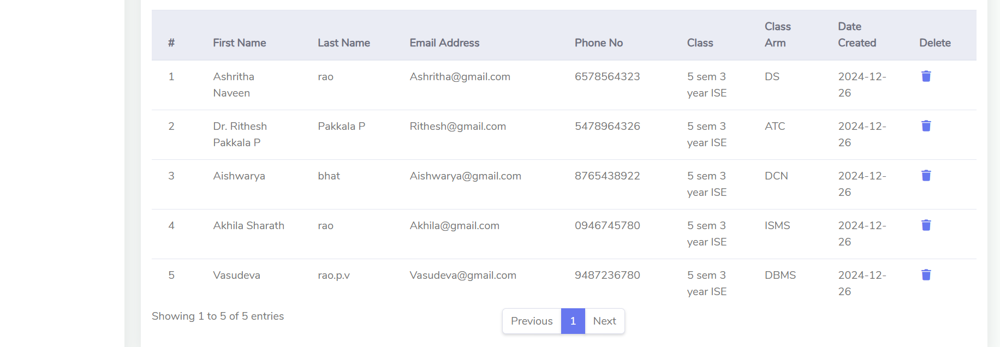 # First Name Last Name Email Address Phone No Class Class Arm Date Created Delete
1 Ashritha Naveen rao Ashritha@gmail.com 6578564323 5 sem 3 year ISE DS 2024-12-26
2 Dr. Rithesh Pakkala P Pakkala P Rithesh@gmail.com 5478964326 5 sem 3 year ISE ATC 2024-12-26
3 Aishwarya bhat Aishwarya@gmail.com 8765438922 5 sem 3 year ISE DCN 2024-12-26
4 Akhila Sharath rao Akhila@gmail.com 0946745780 5 sem 3 year ISE ISMS 2024-12-26
5 Vasudeva rao.p.v Vasudeva@gmail.com 9487236780 5 sem 3 year ISE DBMS 2024-12-26
Showing 1 to 5 of 5 entries
Previous 1 Next